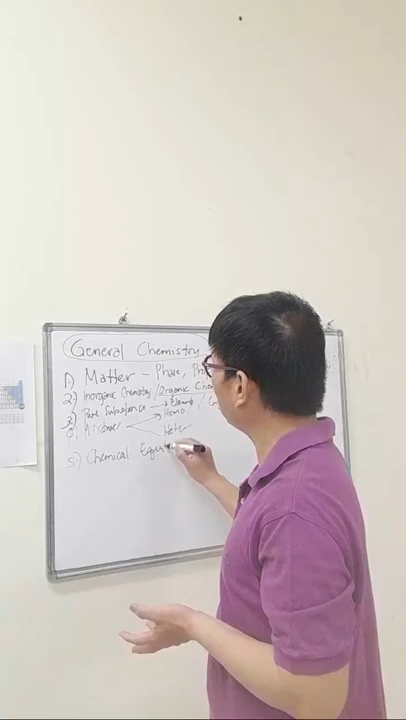 General Chemistry
1) Matter - Phase, Pro
2) Inorganic Chemistry / Organic Che
3) Pure Substance → Element /
4) Mixture Homo
Heter
5) Chemical Equ